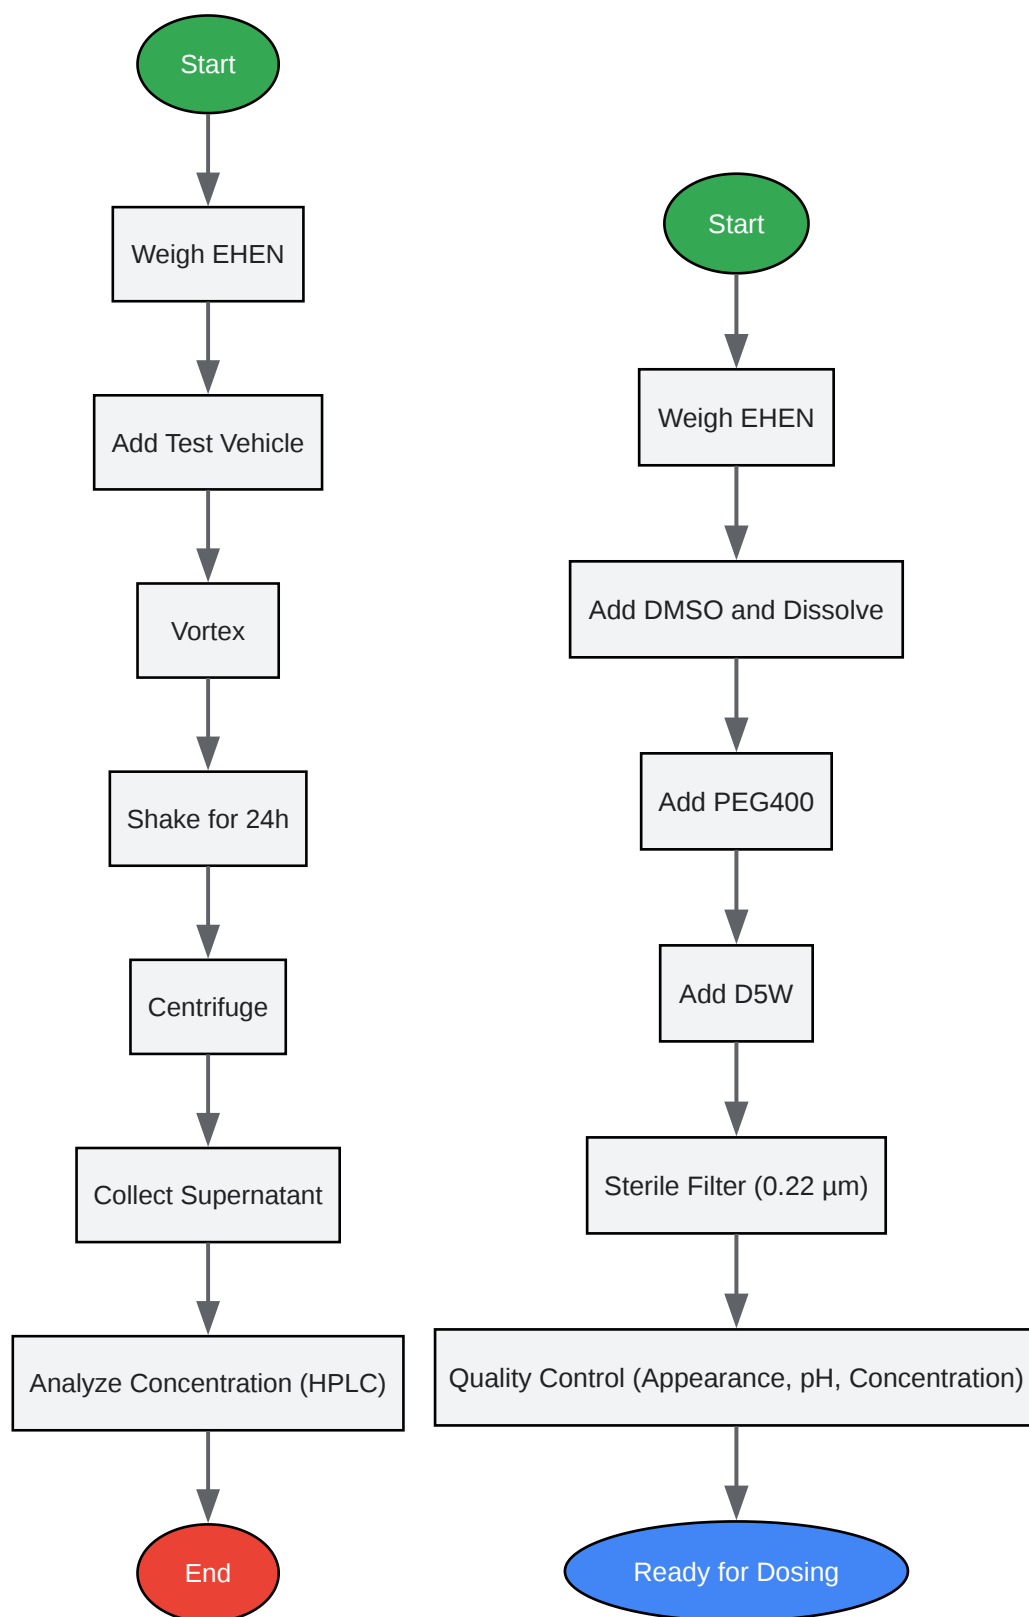 Start
Weigh EHEN
Add Test Vehicle
Vortex
Shake for 24h
Centrifuge
Collect Supernatant
Analyze Concentration (HPLC)
End
Start
Weigh EHEN
Add DMSO and Dissolve
Add PEG400
Add D5W
Sterile Filter (0.22 µm)
Quality Control (Appearance, pH, Concentration)
Ready for Dosing